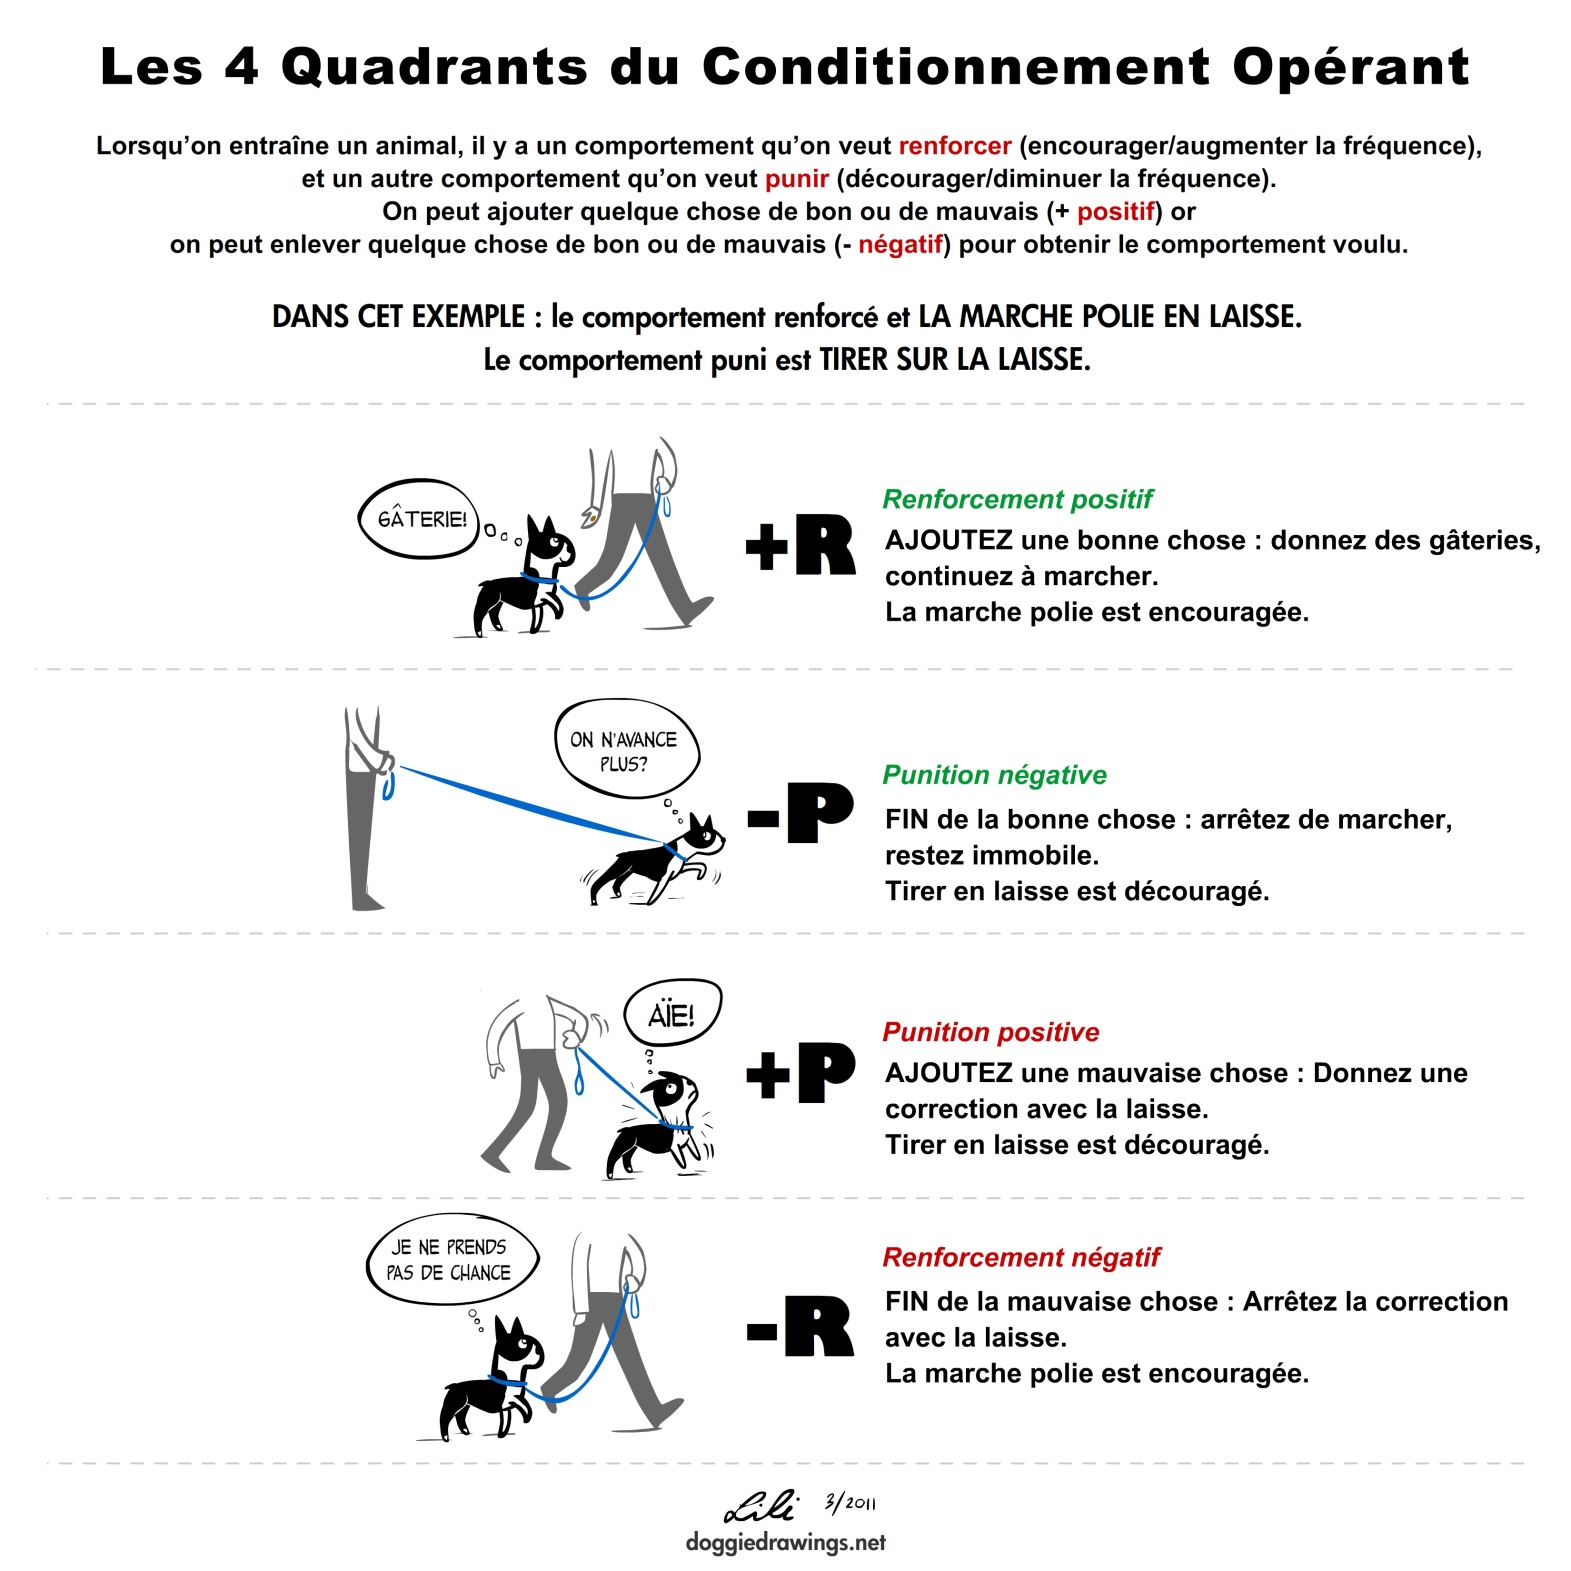 Les 4 Quadrants du Conditionnement Opérant
Lorsqu’on entraîne un animal, il y a un comportement qu’on veut renforcer (encourager/augmenter la fréquence),
et un autre comportement qu’on veut punir (décourager/diminuer la fréquence).
On peut ajouter quelque chose de bon ou de mauvais (+ positif) or
on peut enlever quelque chose de bon ou de mauvais (- négatif) pour obtenir le comportement voulu.
DANS CET EXEMPLE : le comportement renforcé et LA MARCHE POLIE EN LAISSE.
Le comportement puni est TIRER SUR LA LAISSE.
GÂTERIE!
+R
Renforcement positif
AJOUTEZ une bonne chose : donnez des gâteries,
continuez à marcher.
La marche polie est encouragée.
ON N'AVANCE
PLUS?
-P
Punition négative
FIN de la bonne chose : arrêtez de marcher,
restez immobile.
Tirer en laisse est découragé.
AÏE!
+P
Punition positive
AJOUTEZ une mauvaise chose : Donnez une
correction avec la laisse.
Tirer en laisse est découragé.
JE NE PRENDS
PAS DE CHANCE
-R
Renforcement négatif
FIN de la mauvaise chose : Arrêtez la correction
avec la laisse.
La marche polie est encouragée.
Lili 3/2011
doggiedrawings.net